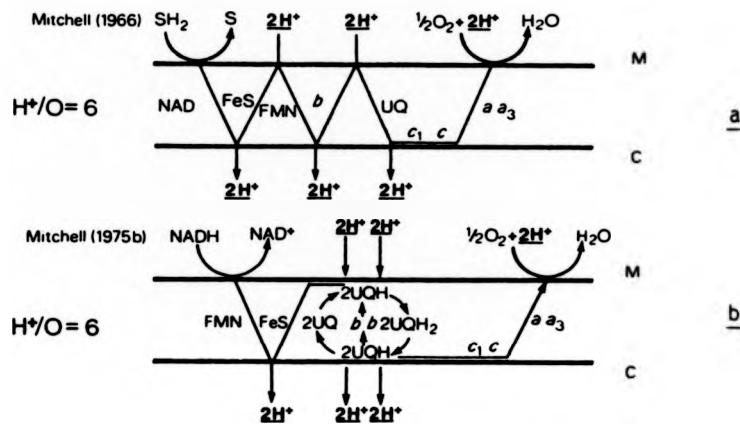 Mitchell (1966) SH₂ S 2H⁺ 2H⁺ ½O₂ + 2H⁺ H₂O
M
H⁺/O = 6 NAD FeS FMN b UQ c₁ c a a₃ a
C
2H⁺ 2H⁺ 2H⁺
Mitchell (1975b) NADH NAD⁺ 2H⁺ 2H⁺ ½O₂ + 2H⁺ H₂O
M
2UQH
H⁺/O = 6 FMN FeS 2UQ b b 2UQH₂ a a₃ b
2UQH c₁ c
C
2H⁺ 2H⁺ 2H⁺